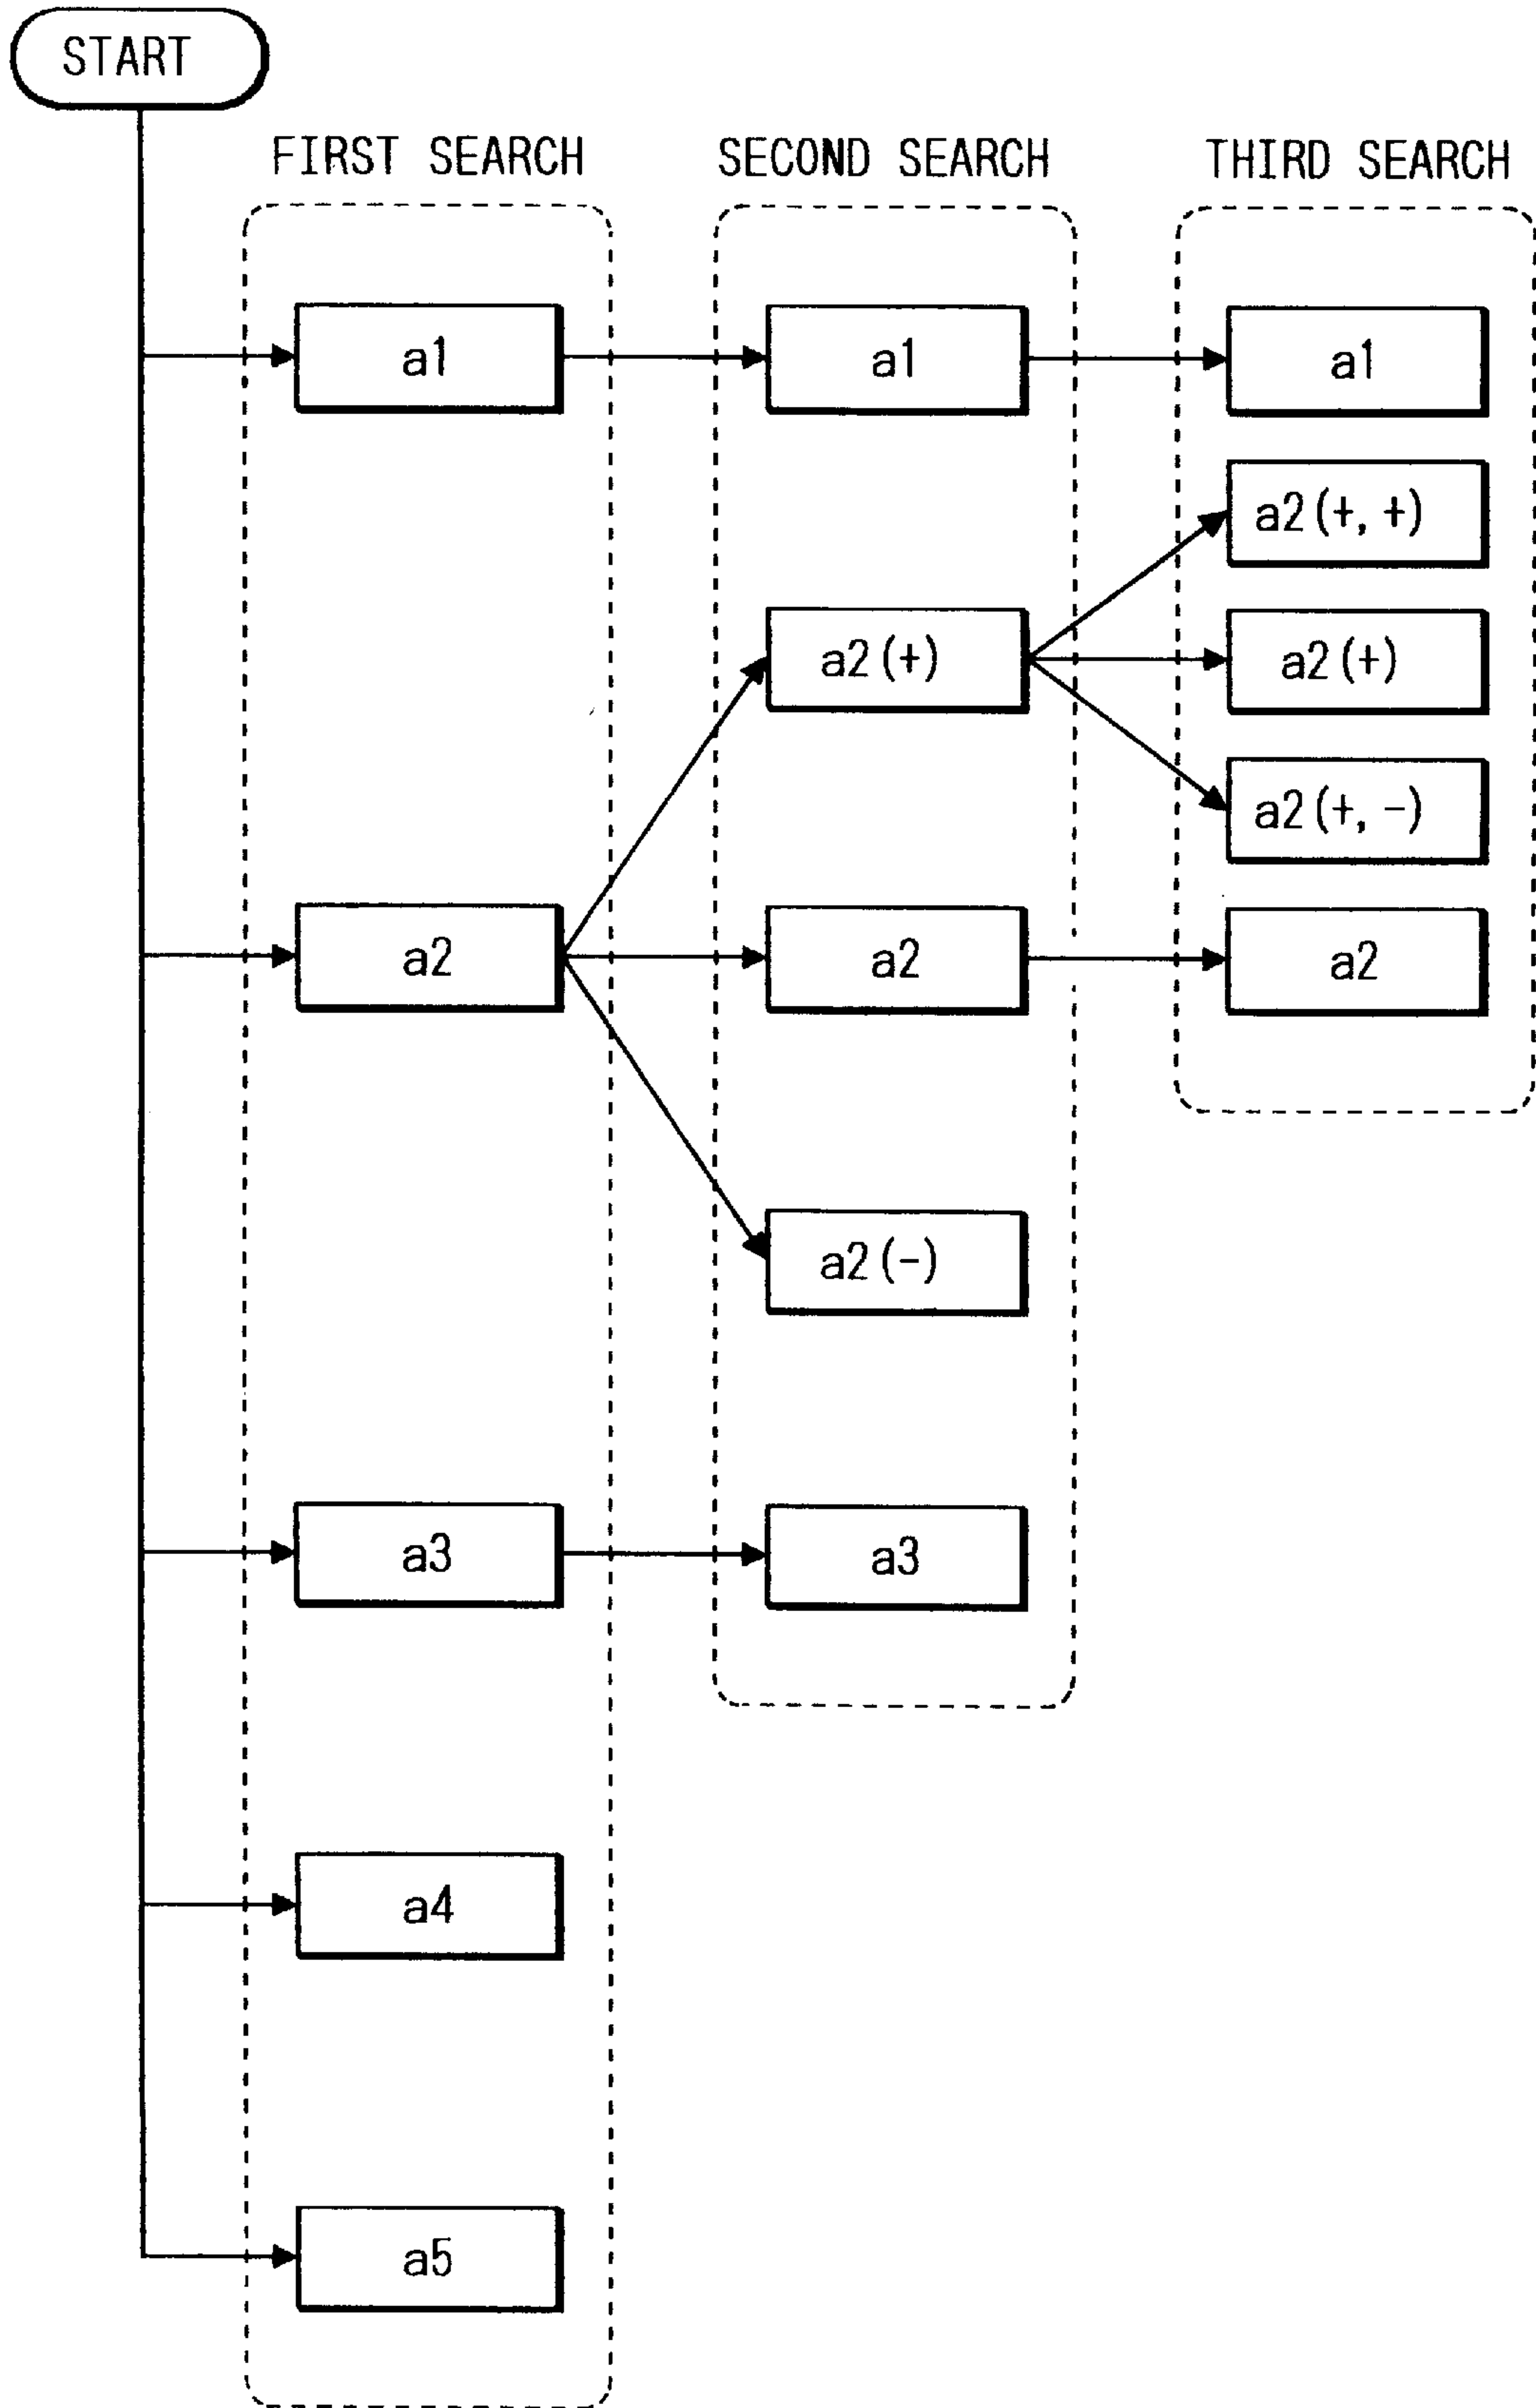 START
FIRST SEARCH
SECOND SEARCH
THIRD SEARCH
a1
a1
a1
a2(+, +)
a2(+)
a2(+)
a2(+, -)
a2
a2
a2
a2(-)
a3
a3
a4
a5